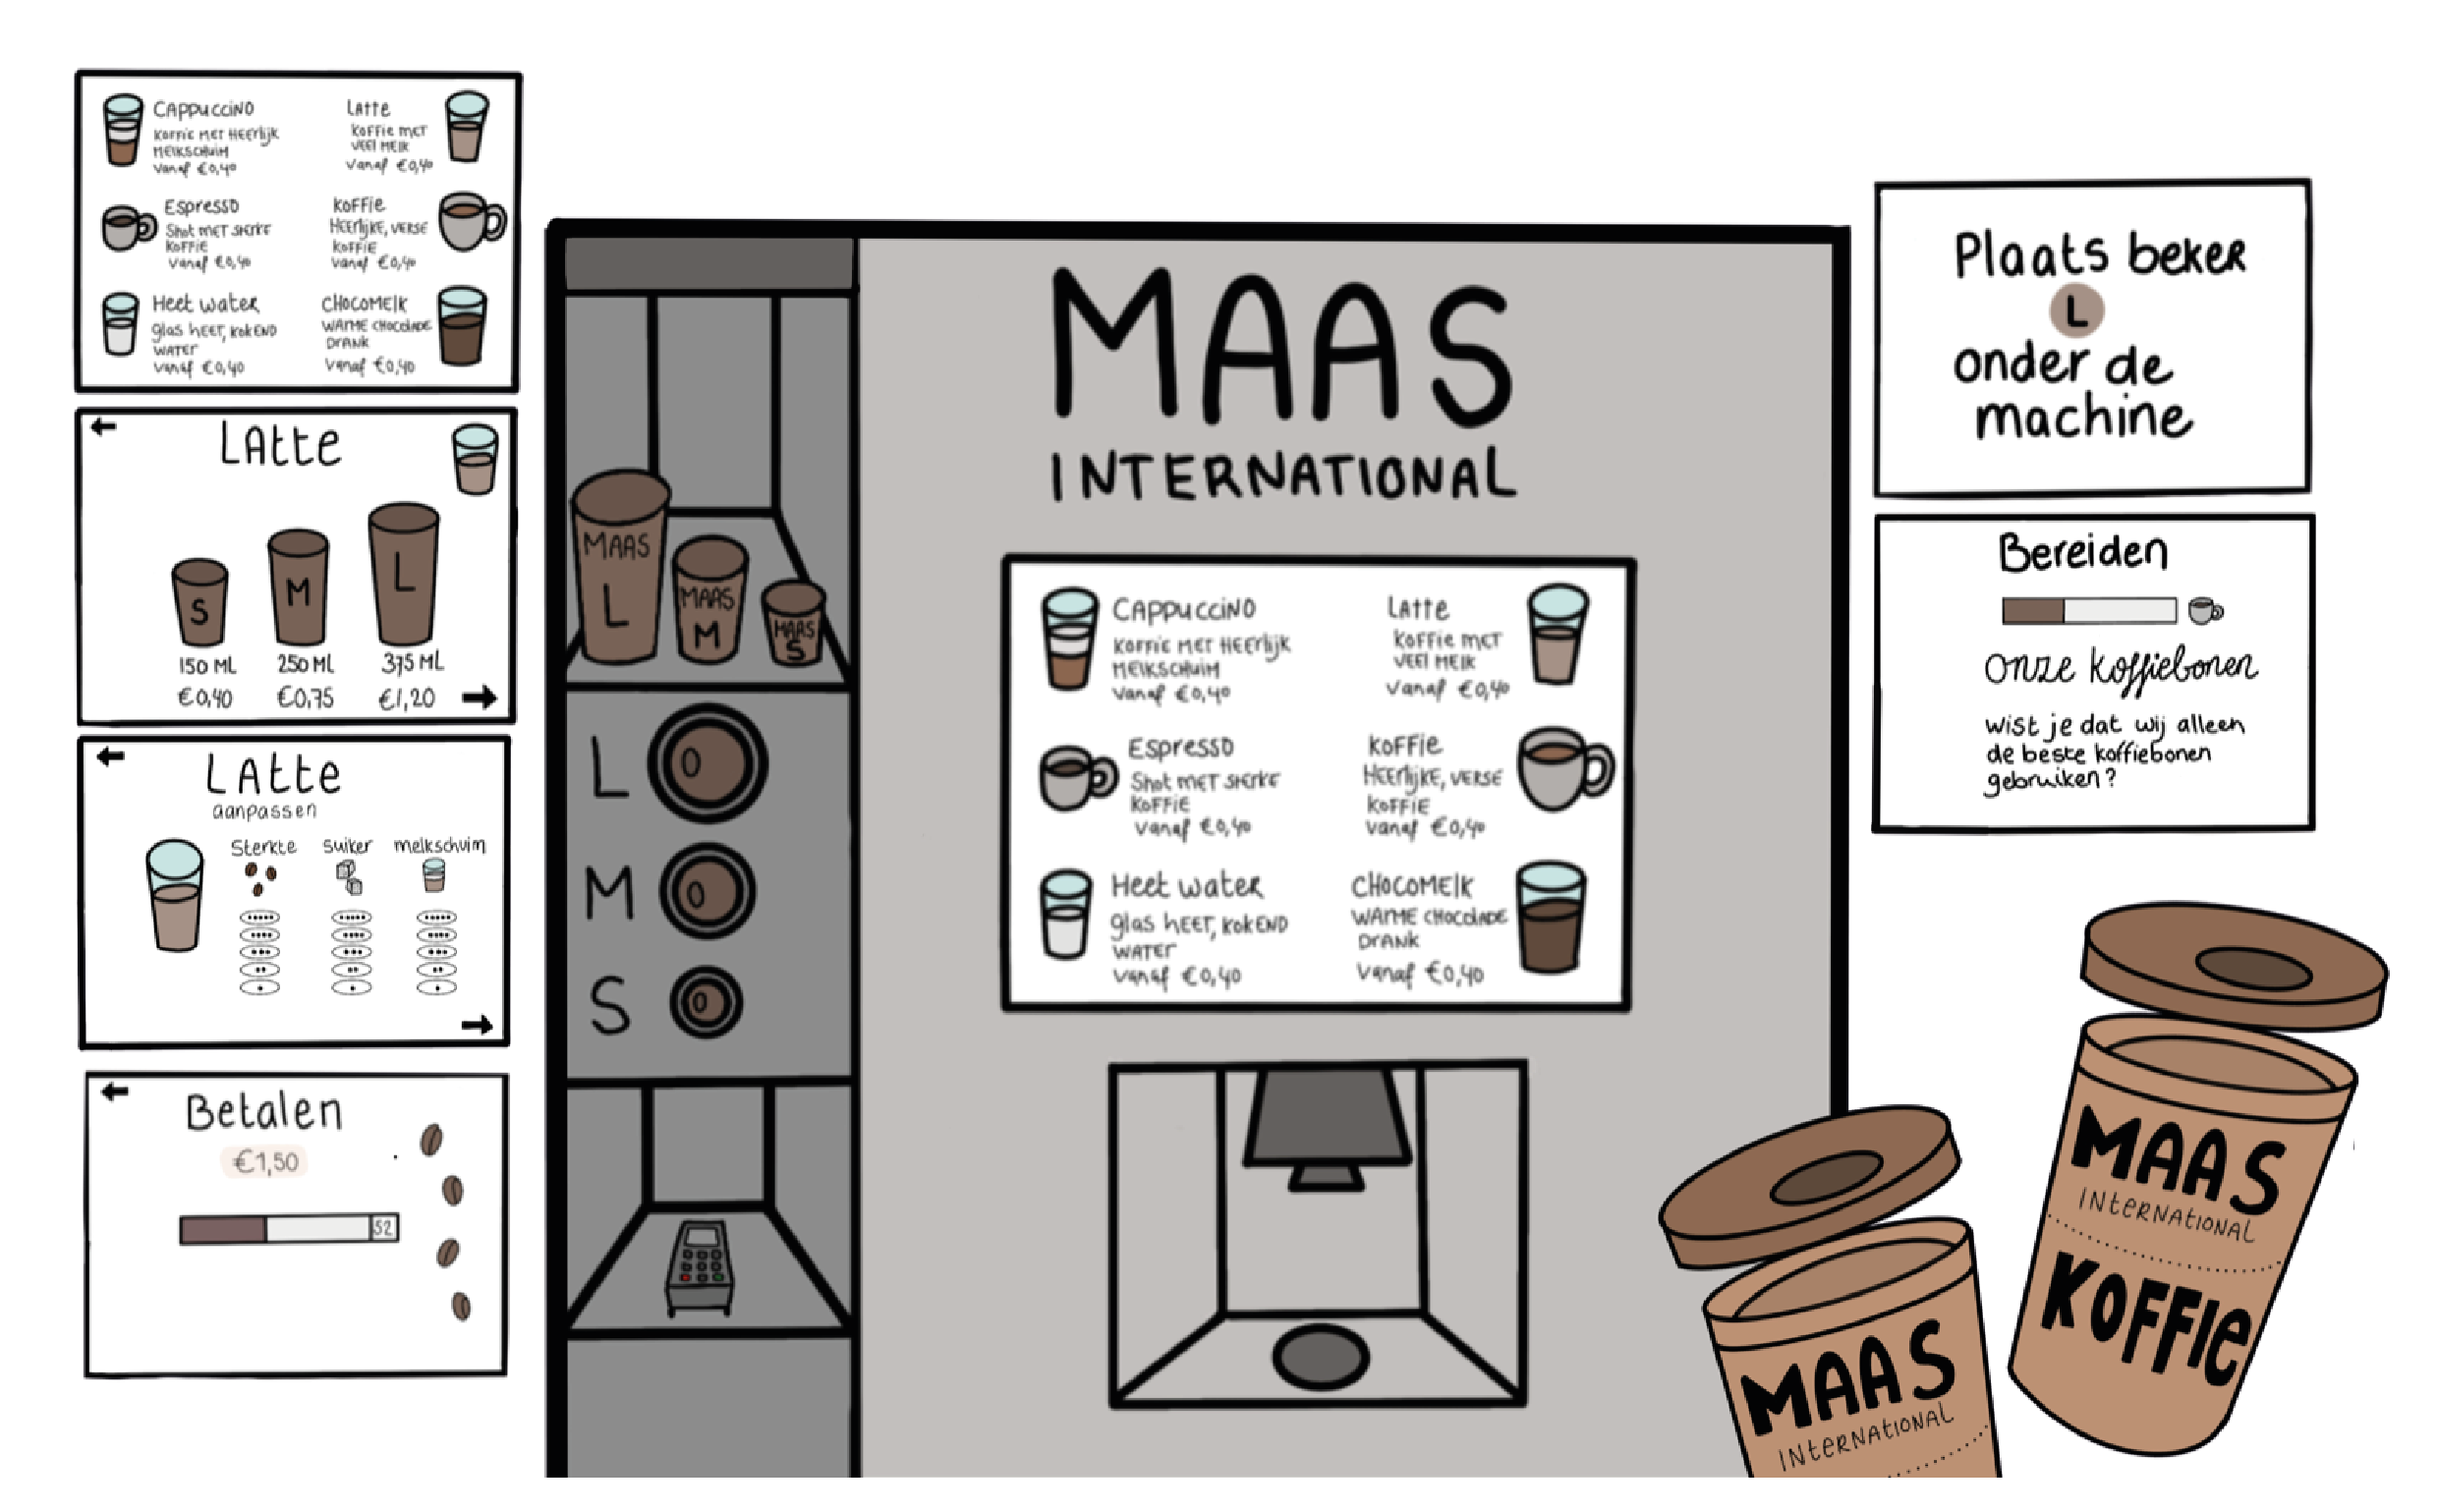 CAPPUCCINO
KOFFIE MET HEERLIJK
MELKSCHUIM
Vanaf €0,40
LATTE
KOFFIE MET
VEEL MELK
Vanaf €0,40
Espresso
Shot MET STERKE
KOFFIE
Vanaf €0,40
KOFFIE
HEERLIJKE, VERSE
KOFFIE
Vanaf €0,40
Heet water
glas HEET, KOKEND
WATER
Vanaf €0,40
CHOCOMELK
WARME CHOCOLADE
DRANK
Vanaf €0,40
LATTE
S
M
L
150 ML
250 ML
375 ML
€0,40
€0,75
€1,20
LATTE
aanpassen
Sterkte
suiker
melkschuim
Betalen
€1,50
52
MAAS
L
MAAS
M
MAAS
S
L
M
S
MAAS
INTERNATIONAL
CAPPUCCINO
KOFFIE MET HEERLIJK
MELKSCHUIM
Vanaf €0,40
LATTE
KOFFIE MET
VEEL MELK
Vanaf €0,40
Espresso
Shot MET STERKE
KOFFIE
Vanaf €0,40
KOFFIE
HEERLIJKE, VERSE
KOFFIE
Vanaf €0,40
Heet water
glas HEET, KOKEND
WATER
Vanaf €0,40
CHOCOMELK
WARME CHOCOLADE
DRANK
Vanaf €0,40
Plaats beker
L
onder de
machine
Bereiden
onze koffiebonen
wist je dat wij alleen
de beste koffiebonen
gebruiken?
MAAS
INTERNATIONAL
MAAS
INTERNATIONAL
KOFFIE